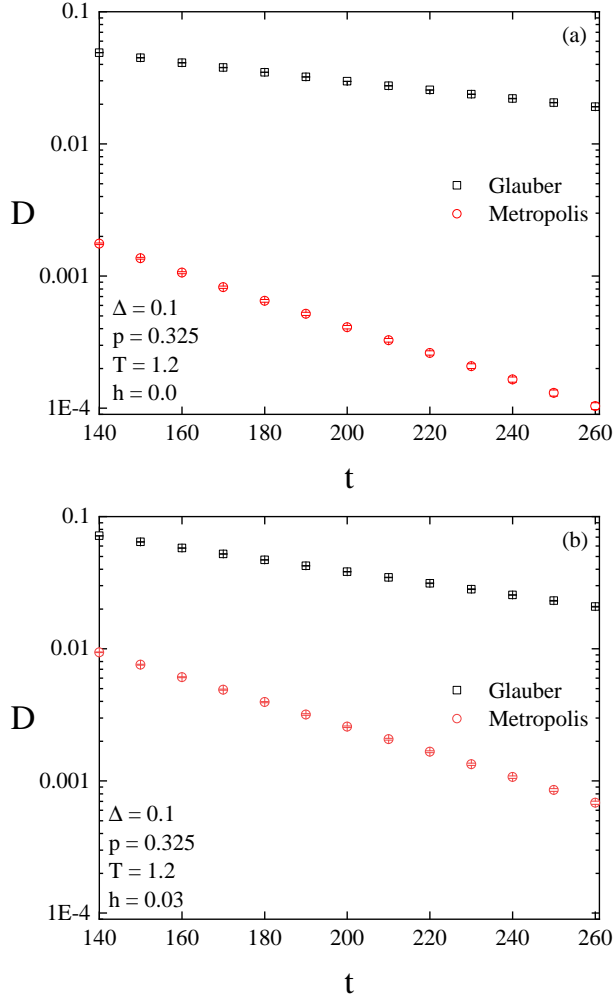 0.1
(a)
0.01
Glauber
D
Metropolis
0.001
Δ = 0.1
p = 0.325
T = 1.2
h = 0.0
1E-4
140 160 180 200 220 240 260
t
0.1
(b)
0.01
Glauber
D
Metropolis
0.001
Δ = 0.1
p = 0.325
T = 1.2
h = 0.03
1E-4
140 160 180 200 220 240 260
t